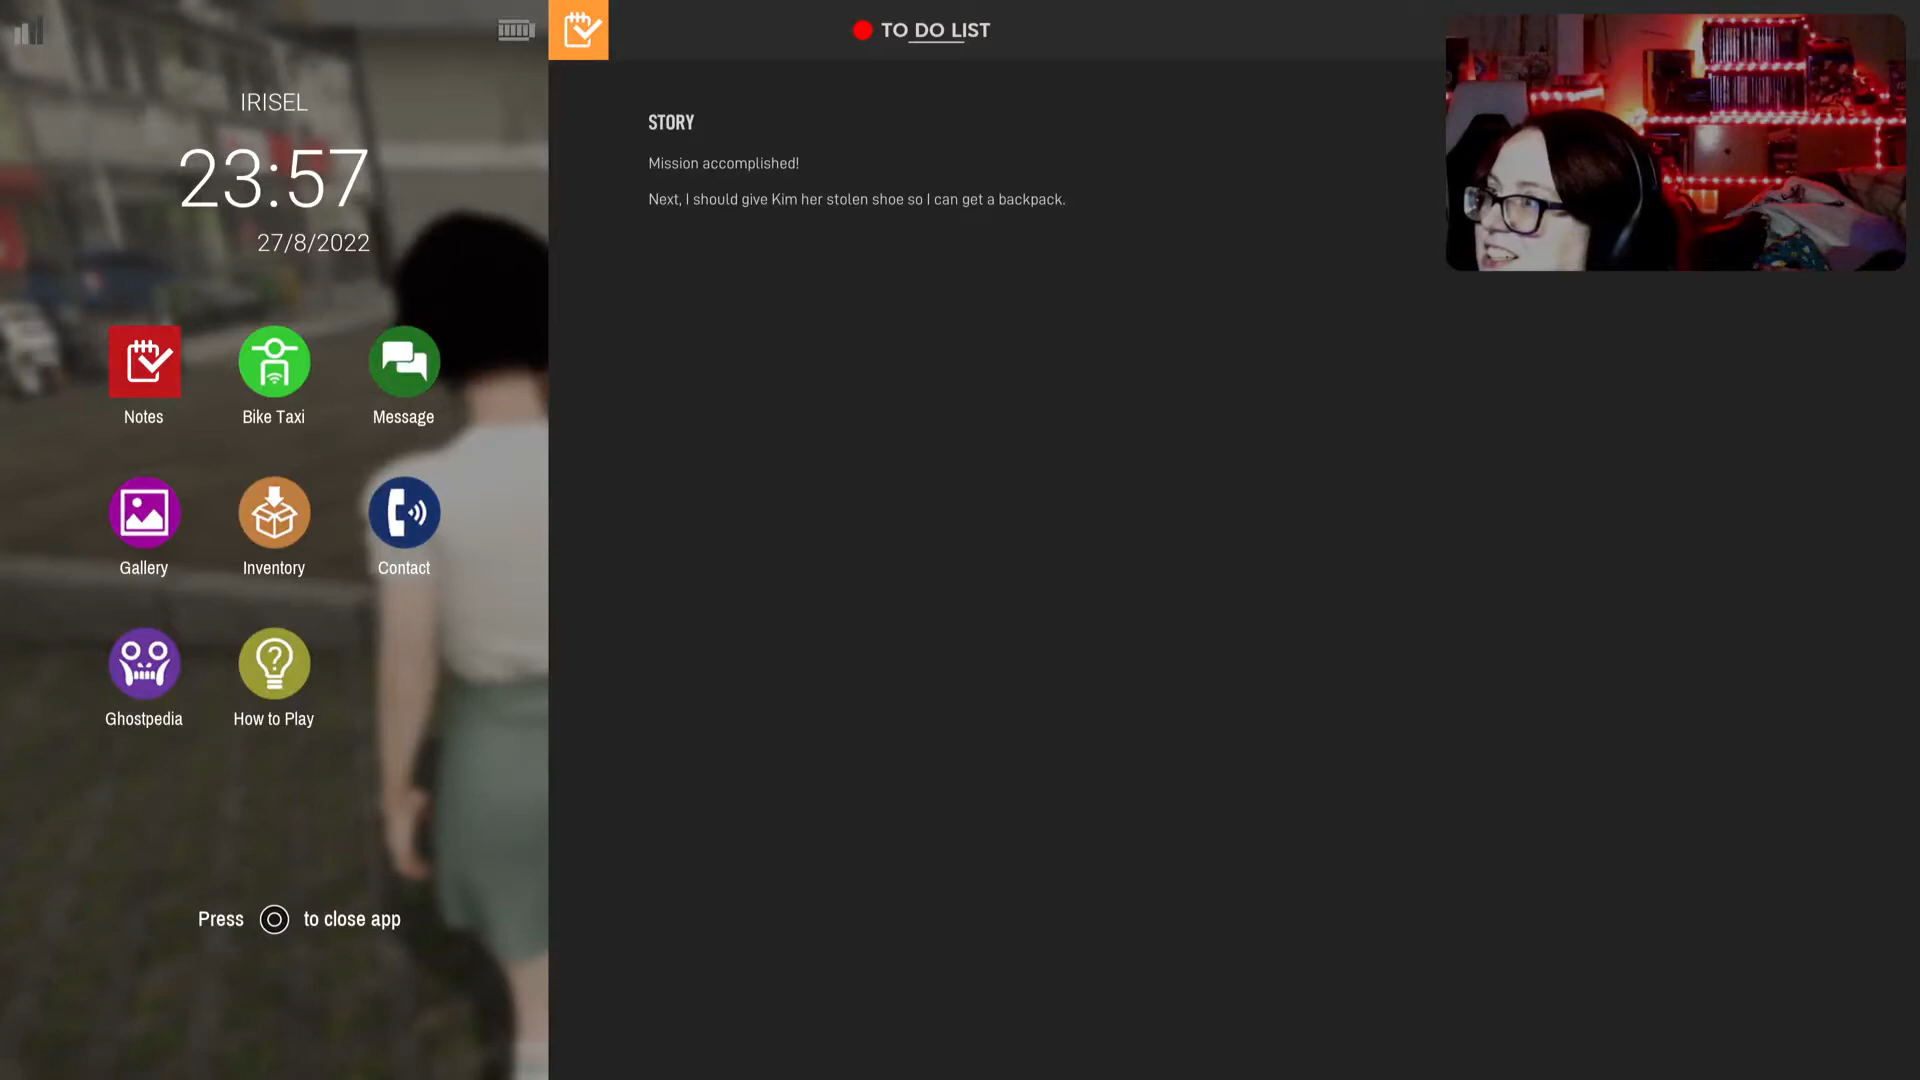 IRISEL
23:57
27/8/2022
Notes
Bike Taxi
Message
Gallery
Inventory
Contact
Ghostpedia
How to Play
Press to close app
TO DO LIST
STORY
Mission accomplished!
Next, I should give Kim her stolen shoe so I can get a backpack.